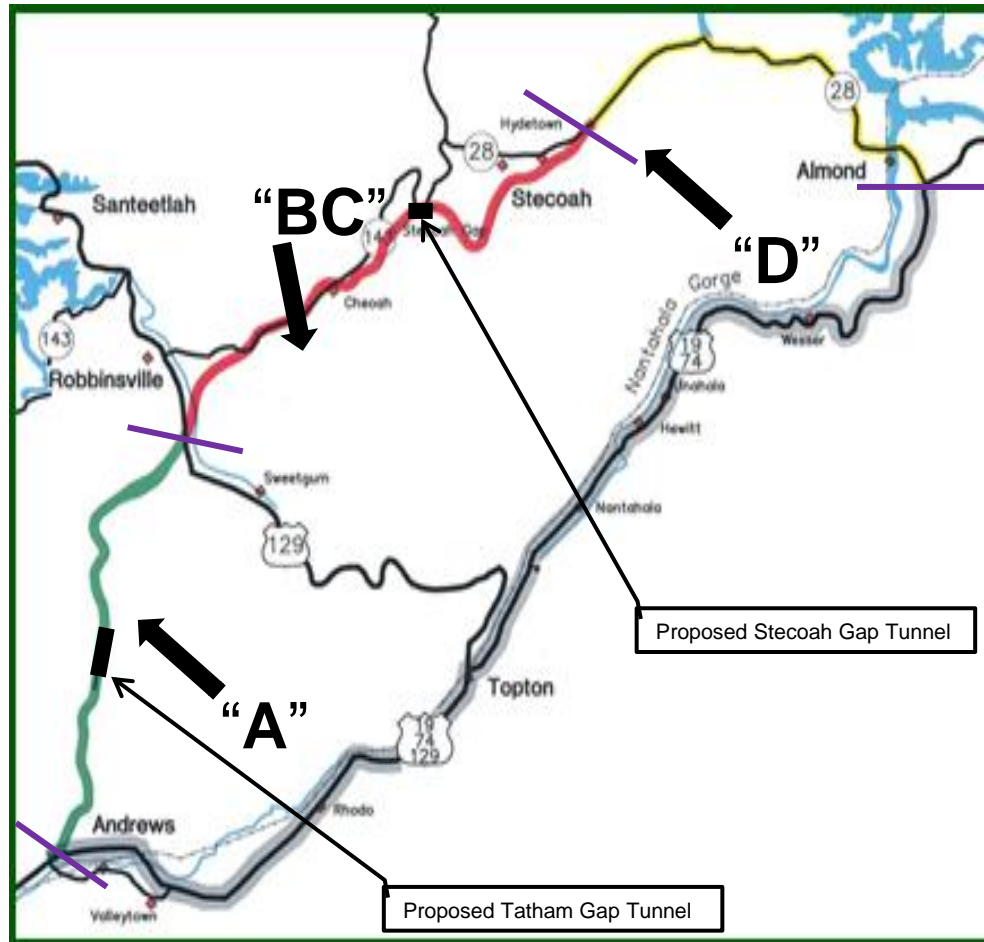 Hydetown
28
28
Almond
Stecoah
Santeetlah
“BC”
“D”
Cheoah
Nantahala Gorge
143
Robbinsville
Wesser
19
74
Hewitt
Sweetgum
Nantahala
129
Proposed Stecoah Gap Tunnel
Topton
“A”
19
74
129
Rhodo
Andrews
Valleytown
Proposed Tatham Gap Tunnel